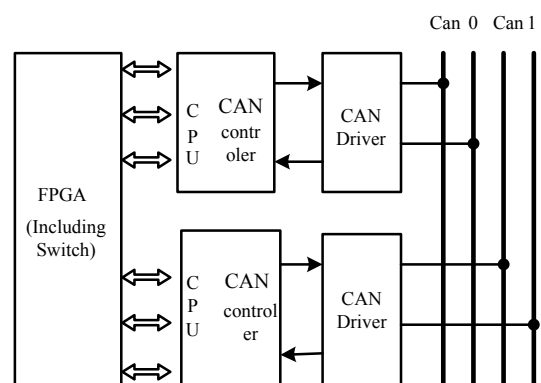 Can 0 Can 1
FPGA
(Including
Switch)
C
P
U
CAN
contr
oler
CAN
Driver
C
P
U
CAN
control
er
CAN
Driver